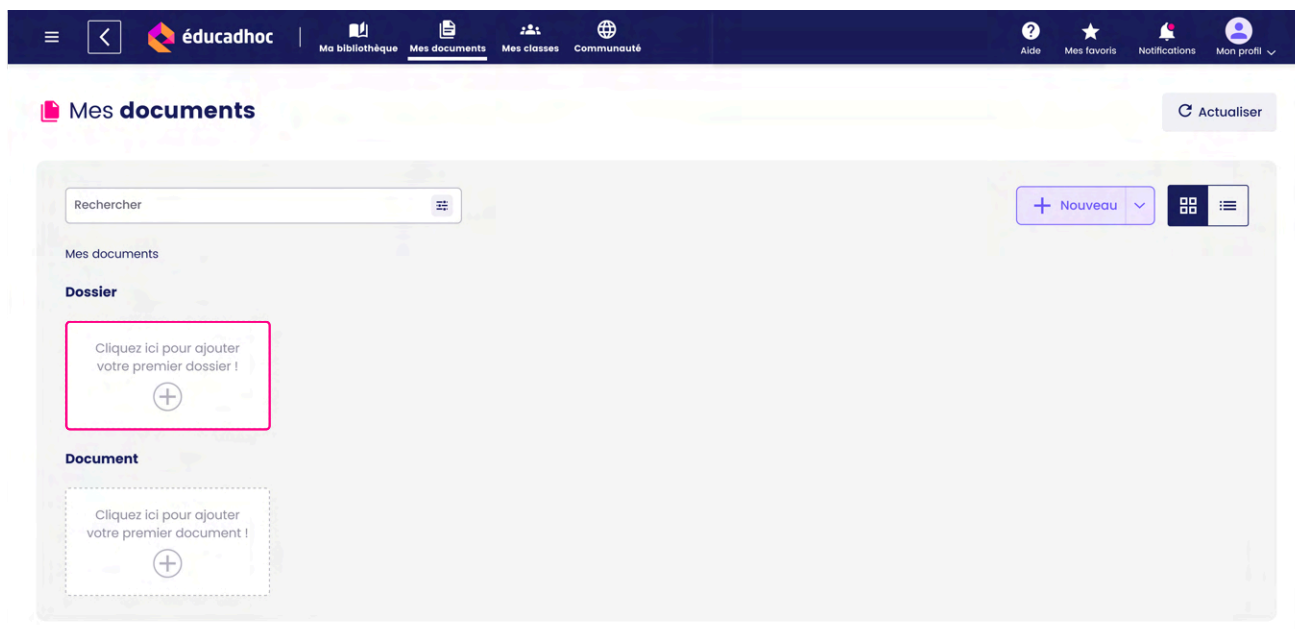 éducadhoc
Ma bibliothèque
Mes documents
Mes classes
Communauté
Aide
Mes favoris
Notifications
Mon profil
Mes documents
Actualiser
Rechercher
Nouveau
Mes documents
Dossier
Cliquez ici pour ajouter
votre premier dossier !
Document
Cliquez ici pour ajouter
votre premier document !